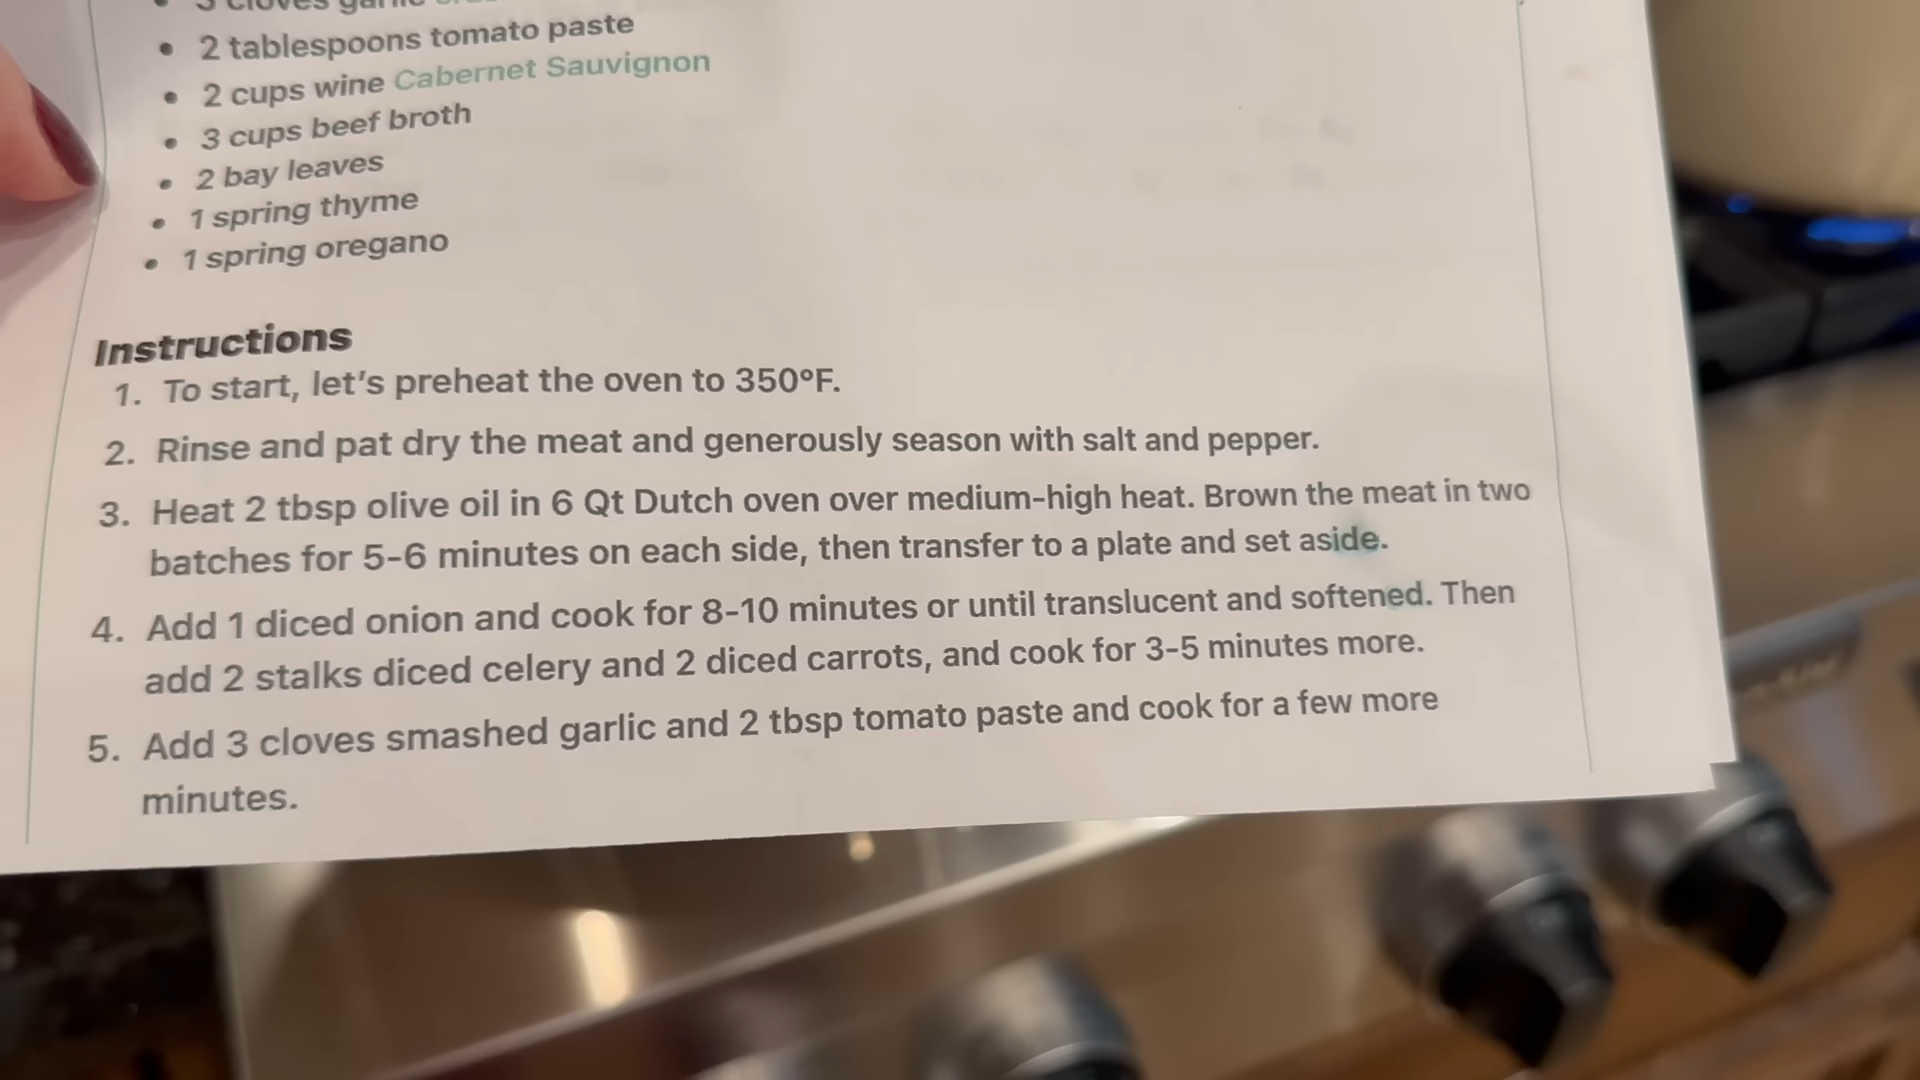 3 cloves garlic
2 tablespoons tomato paste
2 cups wine Cabernet Sauvignon
3 cups beef broth
2 bay leaves
1 spring thyme
1 spring oregano
Instructions
1. To start, let's preheat the oven to 350°F.
2. Rinse and pat dry the meat and generously season with salt and pepper.
3. Heat 2 tbsp olive oil in 6 Qt Dutch oven over medium-high heat. Brown the meat in two
batches for 5-6 minutes on each side, then transfer to a plate and set aside.
4. Add 1 diced onion and cook for 8-10 minutes or until translucent and softened. Then
add 2 stalks diced celery and 2 diced carrots, and cook for 3-5 minutes more.
5. Add 3 cloves smashed garlic and 2 tbsp tomato paste and cook for a few more
minutes.